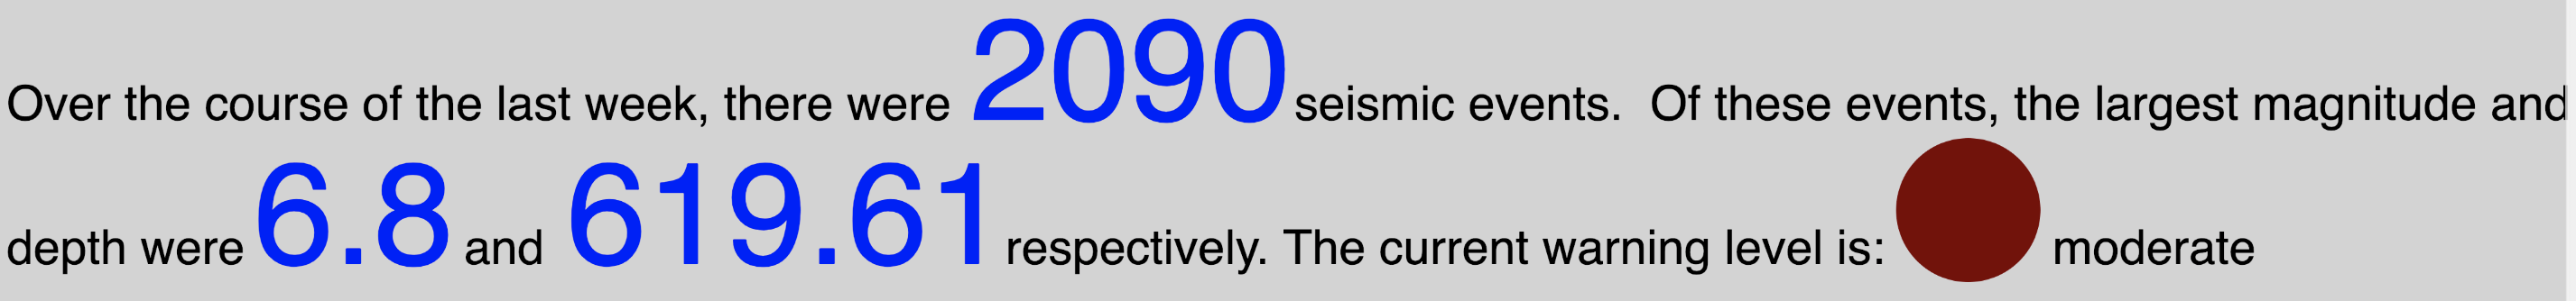 Over the course of the last week, there were 2090 seismic events. Of these events, the largest magnitude and
depth were 6.8 and 619.61 respectively. The current warning level is: moderate